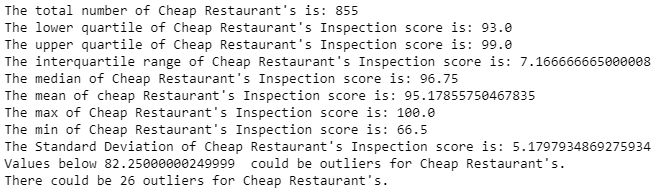 The total number of Cheap Restaurant's is: 855
The lower quartile of Cheap Restaurant's Inspection score is: 93.0
The upper quartile of Cheap Restaurant's Inspection score is: 99.0
The interquartile range of Cheap Restaurant's Inspection score is: 7.166666665000008
The median of Cheap Restaurant's Inspection score is: 96.75
The mean of cheap Restaurant's Inspection score is: 95.17855750467835
The max of Cheap Restaurant's Inspection score is: 100.0
The min of Cheap Restaurant's Inspection score is: 66.5
The Standard Deviation of Cheap Restaurant's Inspection score is: 5.1797934869275934
Values below 82.25000000249999  could be outliers for Cheap Restaurant's.
There could be 26 outliers for Cheap Restaurant's.